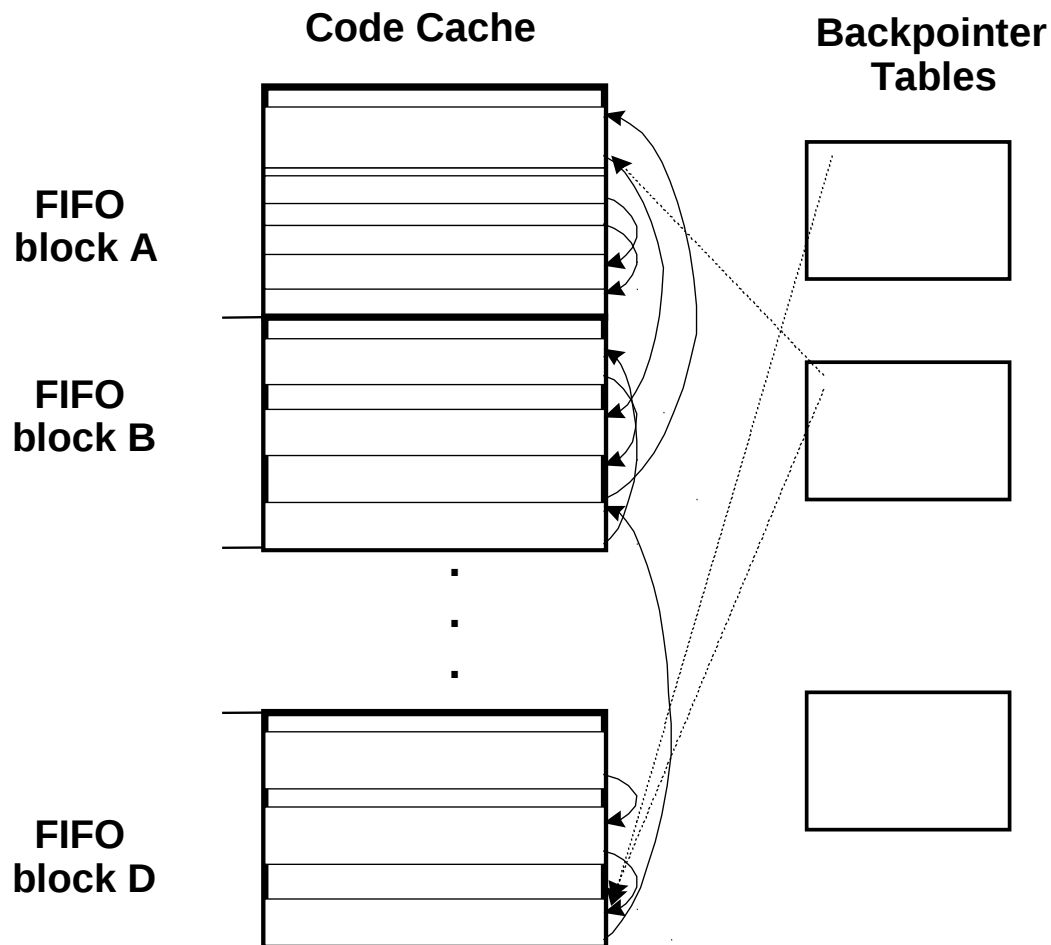 Code Cache
Backpointer
Tables
FIFO
block A
FIFO
block B
.
.
.
FIFO
block D